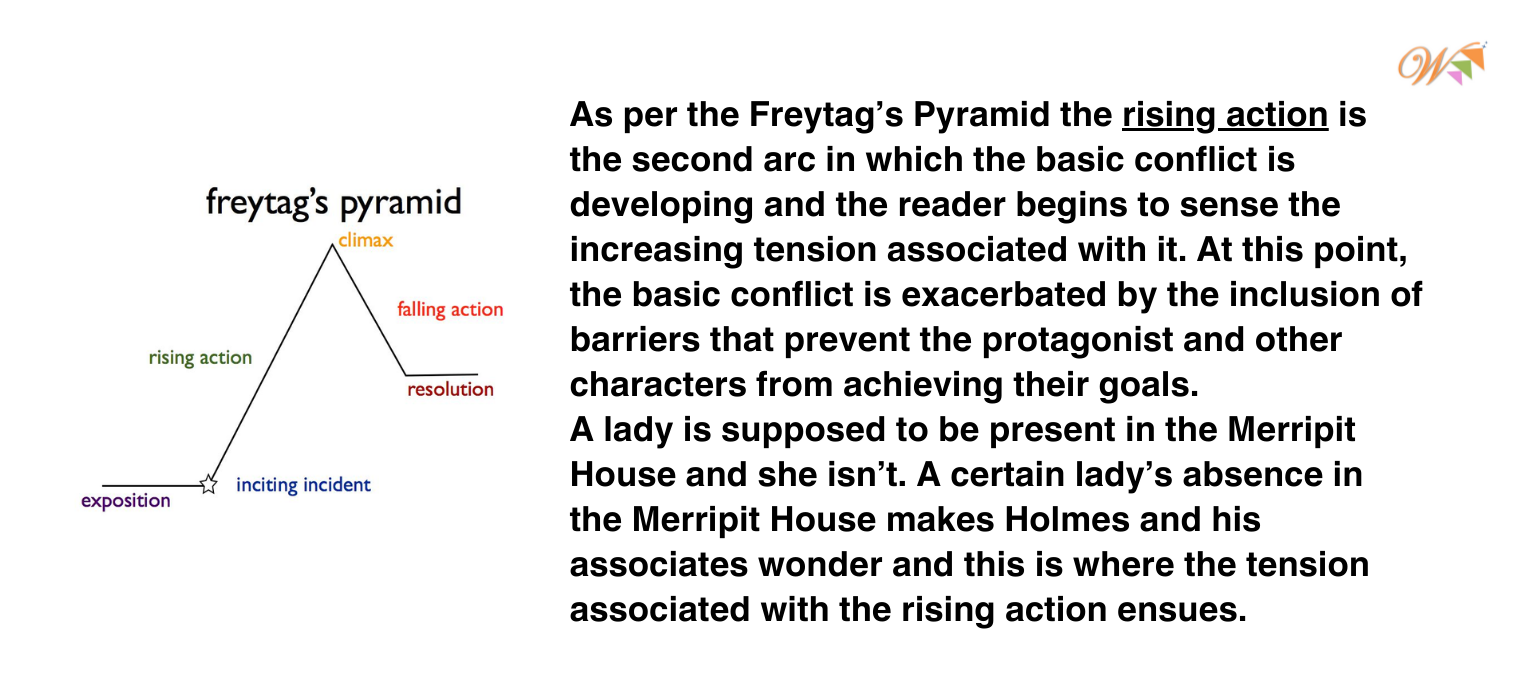 freytag's pyramid
climax
falling action
rising action
resolution
inciting incident
exposition
W
As per the Freytag’s Pyramid the rising action is
the second arc in which the basic conflict is
developing and the reader begins to sense the
increasing tension associated with it. At this point,
the basic conflict is exacerbated by the inclusion of
barriers that prevent the protagonist and other
characters from achieving their goals.
A lady is supposed to be present in the Merripit
House and she isn’t. A certain lady’s absence in
the Merripit House makes Holmes and his
associates wonder and this is where the tension
associated with the rising action ensues.